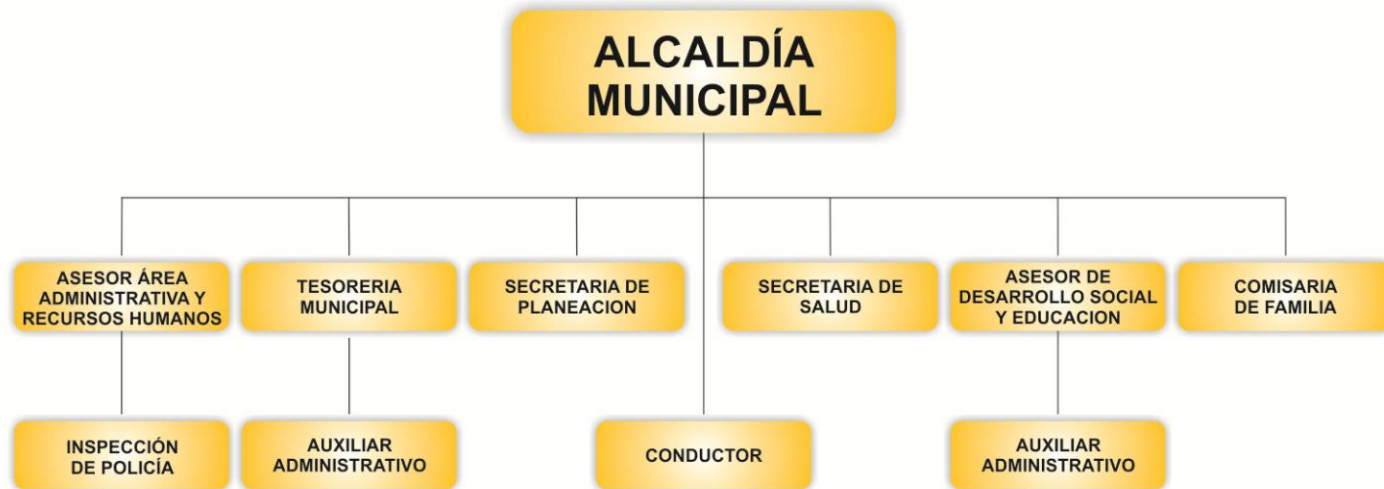 ALCALDÍA
MUNICIPAL
ASESOR ÁREA
ADMINISTRATIVA Y
RECURSOS HUMANOS
TESORERIA
MUNICIPAL
SECRETARIA DE
PLANEACION
SECRETARIA DE
SALUD
ASESOR DE
DESARROLLO SOCIAL
Y EDUCACION
COMISARIA
DE FAMILIA
INSPECCIÓN
DE POLICÍA
AUXILIAR
ADMINISTRATIVO
CONDUCTOR
AUXILIAR
ADMINISTRATIVO